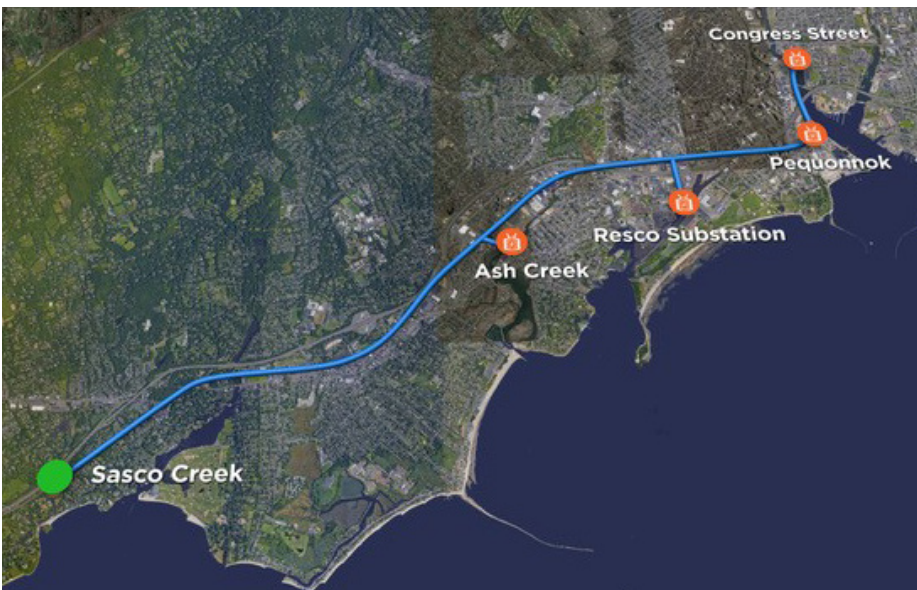 Congress Street
Pequonnok
Resco Substation
Ash Creek
Sasco Creek